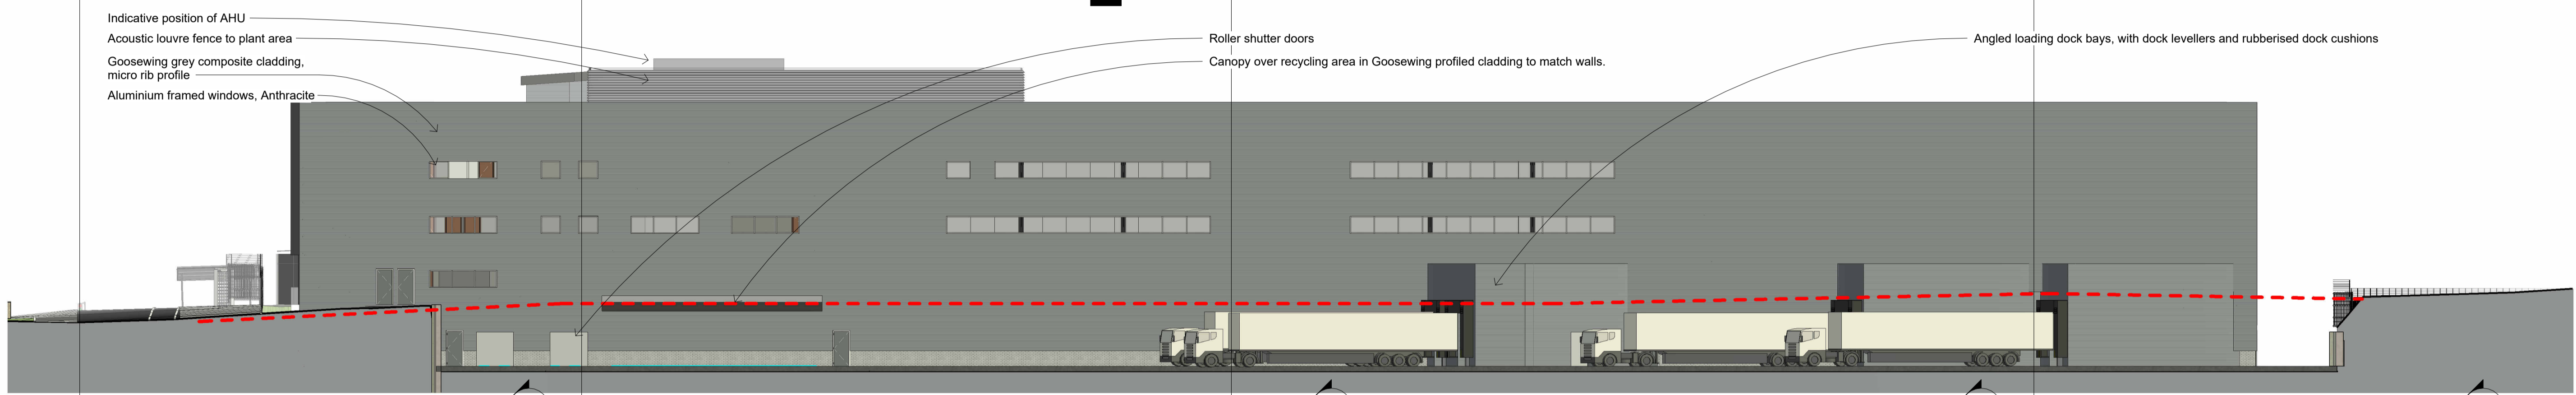 Indicative position of AHU
Acoustic louvre fence to plant area
Goosewing grey composite cladding,
micro rib profile
Aluminium framed windows, Anthracite
Roller shutter doors
Canopy over recycling area in Goosewing profiled cladding to match walls.
Angled loading dock bays, with dock levellers and rubberised dock cushions